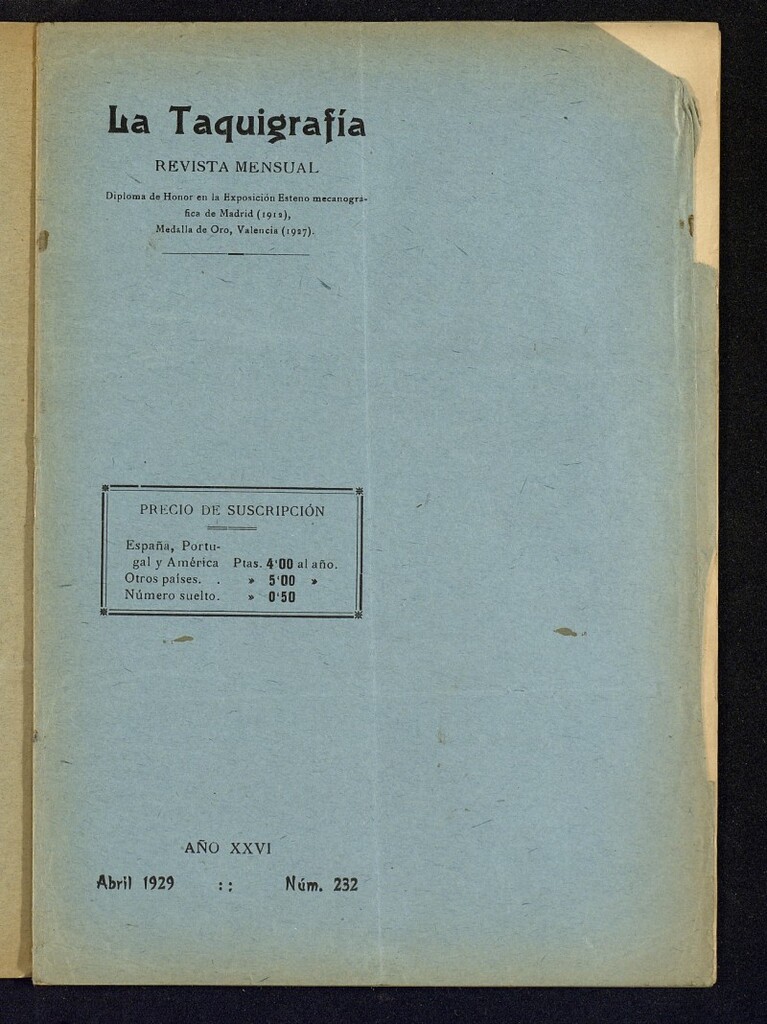 La Taquigrafía
REVISTA MENSUAL
Diploma de Honor en la Exposición Esteno mecanográ-
fica de Madrid (1912),
Medalla de Oro, Valencia (1927).
PRECIO DE SUSCRIPCIÓN
España, Portu-
gal y América Ptas. 4'00 al año.
Otros países. . » 5'00 »
Número suelto. » 0'50
AÑO XXVI
Abril 1929 :: Núm. 232